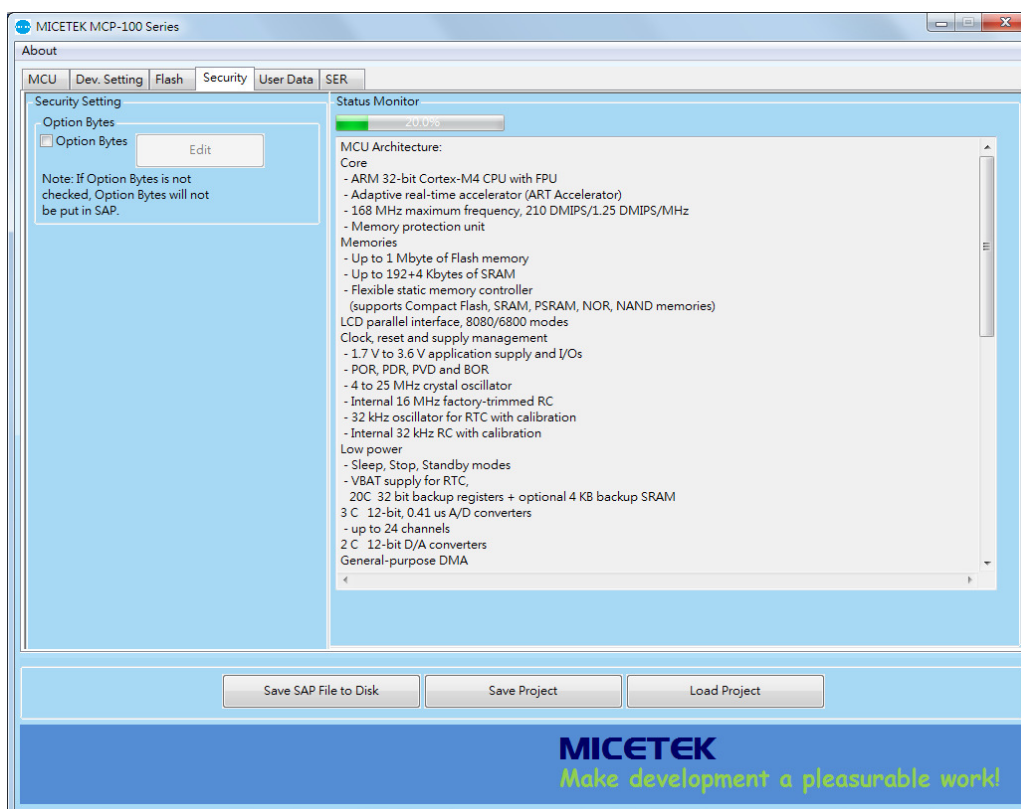 MICETEK MCP-100 Series
About
MCU Dev. Setting Flash Security User Data SER
Security Setting
Option Bytes
Option Bytes
Edit
Note: If Option Bytes is not
checked, Option Bytes will not
be put in SAP.
Status Monitor
20.0%
MCU Architecture:
Core
- ARM 32-bit Cortex-M4 CPU with FPU
- Adaptive real-time accelerator (ART Accelerator)
- 168 MHz maximum frequency, 210 DMIPS/1.25 DMIPS/MHz
- Memory protection unit
Memories
- Up to 1 Mbyte of Flash memory
- Up to 192+4 Kbytes of SRAM
- Flexible static memory controller
(supports Compact Flash, SRAM, PSRAM, NOR, NAND memories)
LCD parallel interface, 8080/6800 modes
Clock, reset and supply management
- 1.7 V to 3.6 V application supply and I/Os
- POR, PDR, PVD and BOR
- 4 to 25 MHz crystal oscillator
- Internal 16 MHz factory-trimmed RC
- 32 kHz oscillator for RTC with calibration
- Internal 32 kHz RC with calibration
Low power
- Sleep, Stop, Standby modes
- VBAT supply for RTC,
20C 32 bit backup registers + optional 4 KB backup SRAM
3 C 12-bit, 0.41 us A/D converters
- up to 24 channels
2 C 12-bit D/A converters
General-purpose DMA
Save SAP File to Disk
Save Project
Load Project
MICETEK
Make development a pleasurable work!